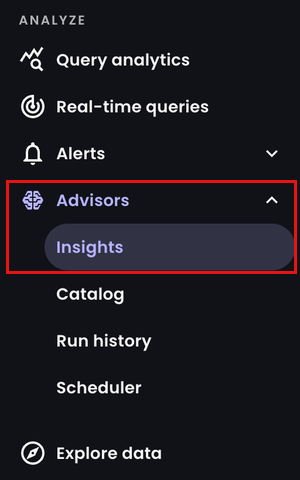 ANALYZE
Query analytics
Real-time queries
Alerts
Advisors
Insights
Catalog
Run history
Scheduler
Explore data